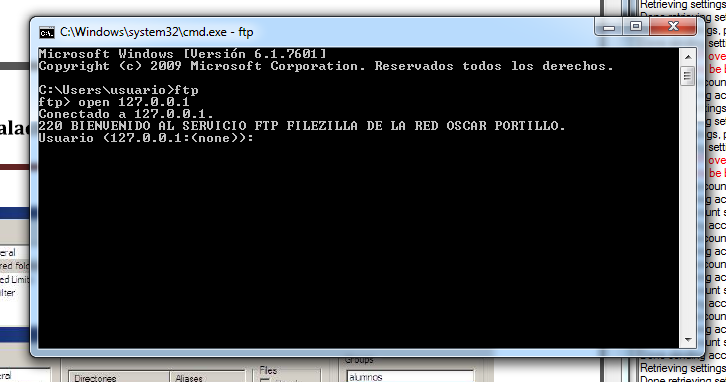 C:\Windows\system32\cmd.exe - ftp
Microsoft Windows [Versión 6.1.7601]
Copyright (c) 2009 Microsoft Corporation. Reservados todos los derechos.
C:\Users\usuario>ftp
ftp> open 127.0.0.1
Conectado a 127.0.0.1.
220 BIENVENIDO AL SERVICIO FTP FILEZILLA DE LA RED OSCAR PORTILLO.
Usuario (127.0.0.1:(none)):
Retrieving settings
Directories
Aliases
Files
Groups
alumnos
Retrieving settings
Done retrieving sett